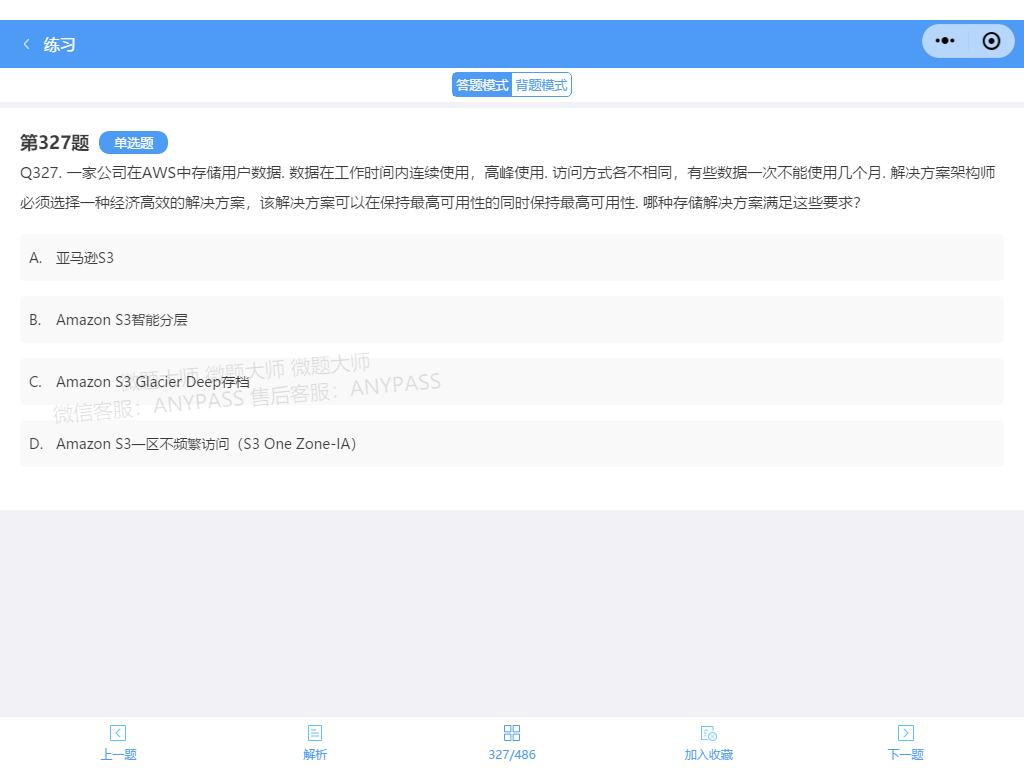 练习
答题模式 背题模式
第327题 单选题
Q327. 一家公司在AWS中存储用户数据. 数据在工作时间内连续使用，高峰使用. 访问方式各不相同，有些数据一次不能使用几个月. 解决方案架构师
必须选择一种经济高效的解决方案，该解决方案可以在保持最高可用性的同时保持最高可用性. 哪种存储解决方案满足这些要求？
A. 亚马逊S3
B. Amazon S3智能分层
微题大师 微题大师 微题大师
C. Amazon S3 Glacier Deep存档
微信客服：ANYPASS 售后客服：ANYPASS
D. Amazon S3—区不频繁访问（S3 One Zone-IA）
上一题 解析 327/486 加入收藏 下一题